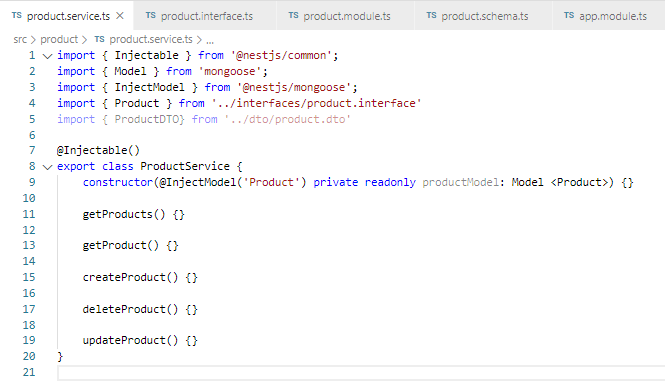 TS product.service.ts × TS product.interface.ts TS product.module.ts TS product.schema.ts TS app.module.ts
src > product > TS product.service.ts > ...
1 import { Injectable } from '@nestjs/common';
2 import { Model } from 'mongoose';
3 import { InjectModel } from '@nestjs/mongoose';
4 import { Product } from '../interfaces/product.interface'
5 import { ProductDTO} from '../dto/product.dto'
6
7 @Injectable()
8 export class ProductService {
9 constructor(@InjectModel('Product') private readonly productModel: Model <Product>) {}
10
11 getProducts() {}
12
13 getProduct() {}
14
15 createProduct() {}
16
17 deleteProduct() {}
18
19 updateProduct() {}
20 }
21